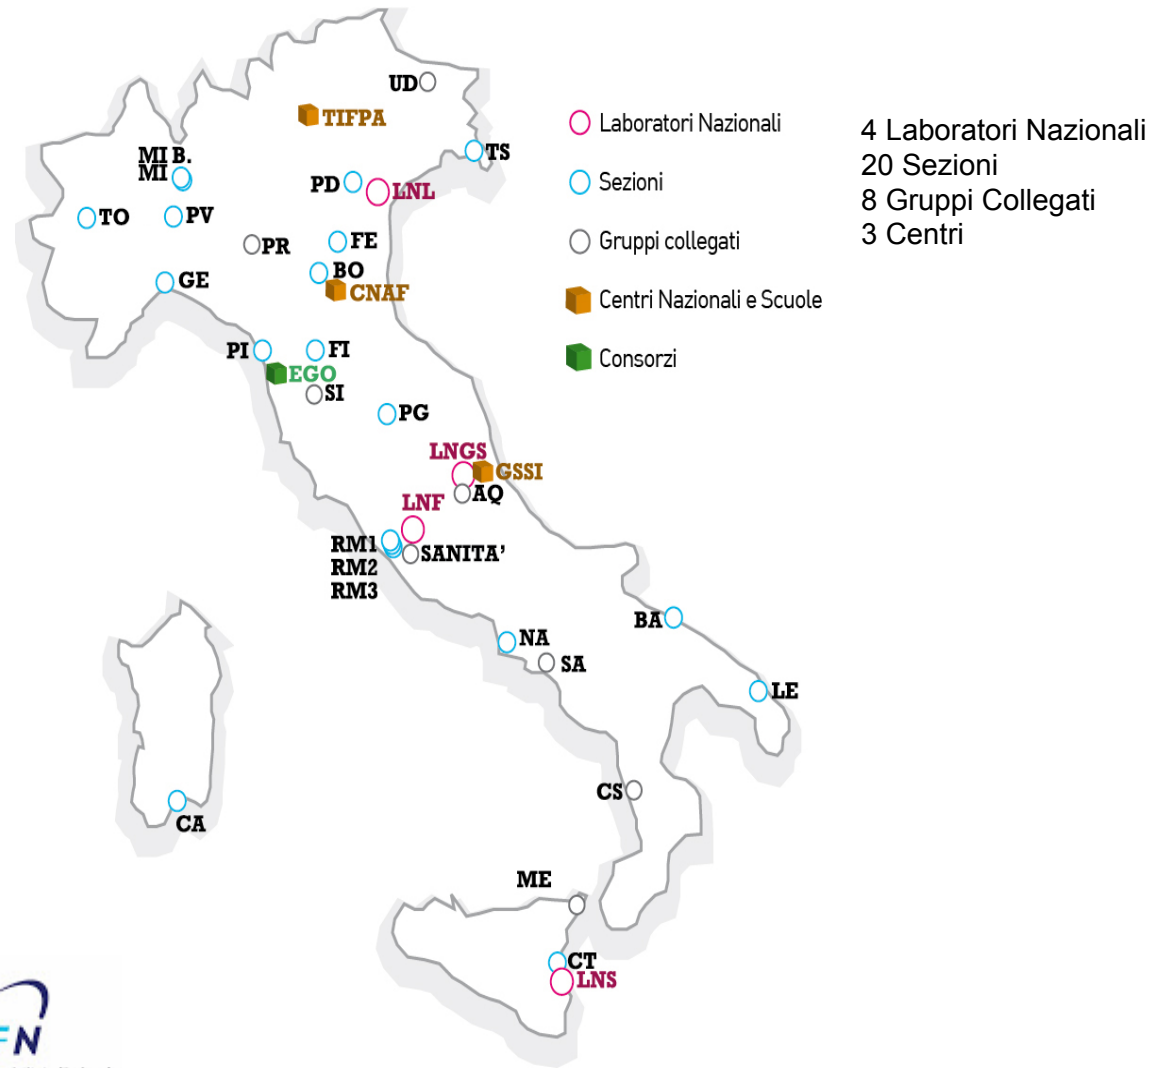 UD
TIFPA
MI B.
MI
TS
PD
LNL
TO
PV
PR
FE
BO
GE
CNAF
PI
FI
EGO
SI
PG
LNGS
GSSI
AQ
LNF
RM1
SANITA’
RM2
RM3
BA
NA
SA
LE
CS
CA
ME
CT
LNS
Laboratori Nazionali
Sezioni
Gruppi collegati
Centri Nazionali e Scuole
Consorzi
4 Laboratori Nazionali
20 Sezioni
8 Gruppi Collegati
3 Centri
FN